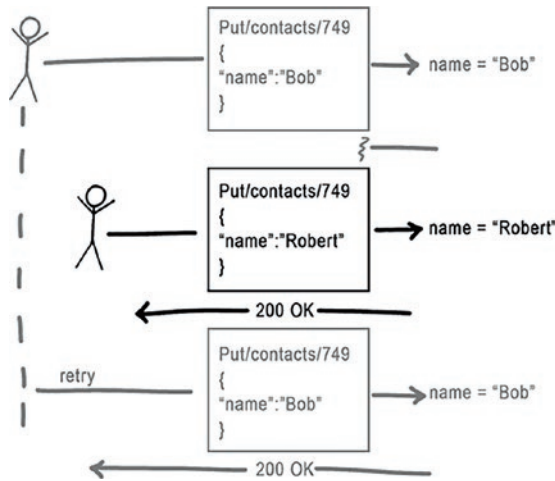 Put/contacts/749
{
“name”:”Bob”
}
name = “Bob”
Put/contacts/749
{
“name”:”Robert”
}
name = “Robert”
200 OK
retry
Put/contacts/749
{
“name”:”Bob”
}
name = “Bob”
200 OK